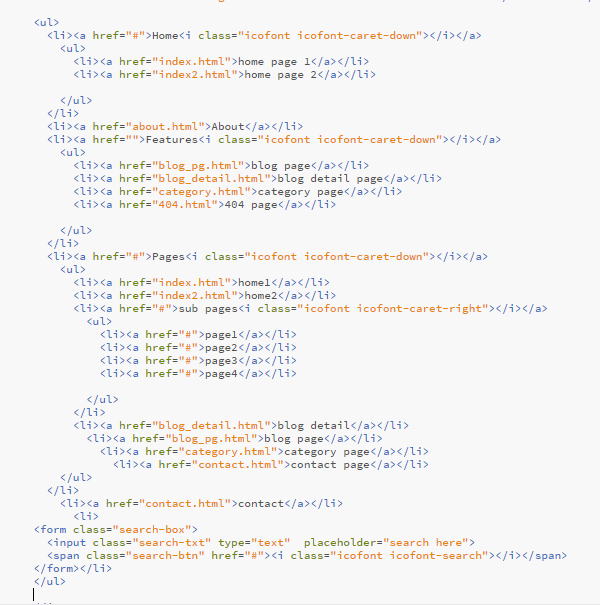 <ul>
<li><a href="#">Home<i class="icofont icofont-caret-down"></i></a>
<ul>
<li><a href="index.html">home page 1</a></li>
<li><a href="index2.html">home page 2</a></li>
</ul>
</li>
<li><a href="about.html">About</a></li>
<li><a href="">Features<i class="icofont icofont-caret-down"></i></a>
<ul>
<li><a href="blog_pg.html">blog page</a></li>
<li><a href="blog_detail.html">blog detail page</a></li>
<li><a href="category.html">category page</a></li>
<li><a href="404.html">404 page</a></li>
</ul>
</li>
<li><a href="#">Pages<i class="icofont icofont-caret-down"></i></a>
<ul>
<li><a href="index.html">home1</a></li>
<li><a href="index2.html">home2</a></li>
<li><a href="#">sub pages<i class="icofont icofont-caret-right"></i></a>
<ul>
<li><a href="#">page1</a></li>
<li><a href="#">page2</a></li>
<li><a href="#">page3</a></li>
<li><a href="#">page4</a></li>
</ul>
</li>
<li><a href="blog_detail.html">blog detail</a></li>
<li><a href="blog_pg.html">blog page</a></li>
<li><a href="category.html">category page</a></li>
<li><a href="contact.html">contact page</a></li>
</ul>
</li>
<li><a href="contact.html">contact</a></li>
<li>
<form class="search-box">
<input class="search-txt" type="text"  placeholder="search here">
<span class="search-btn" href="#"><i class="icofont icofont-search"></i></span>
</form></li>
</ul>